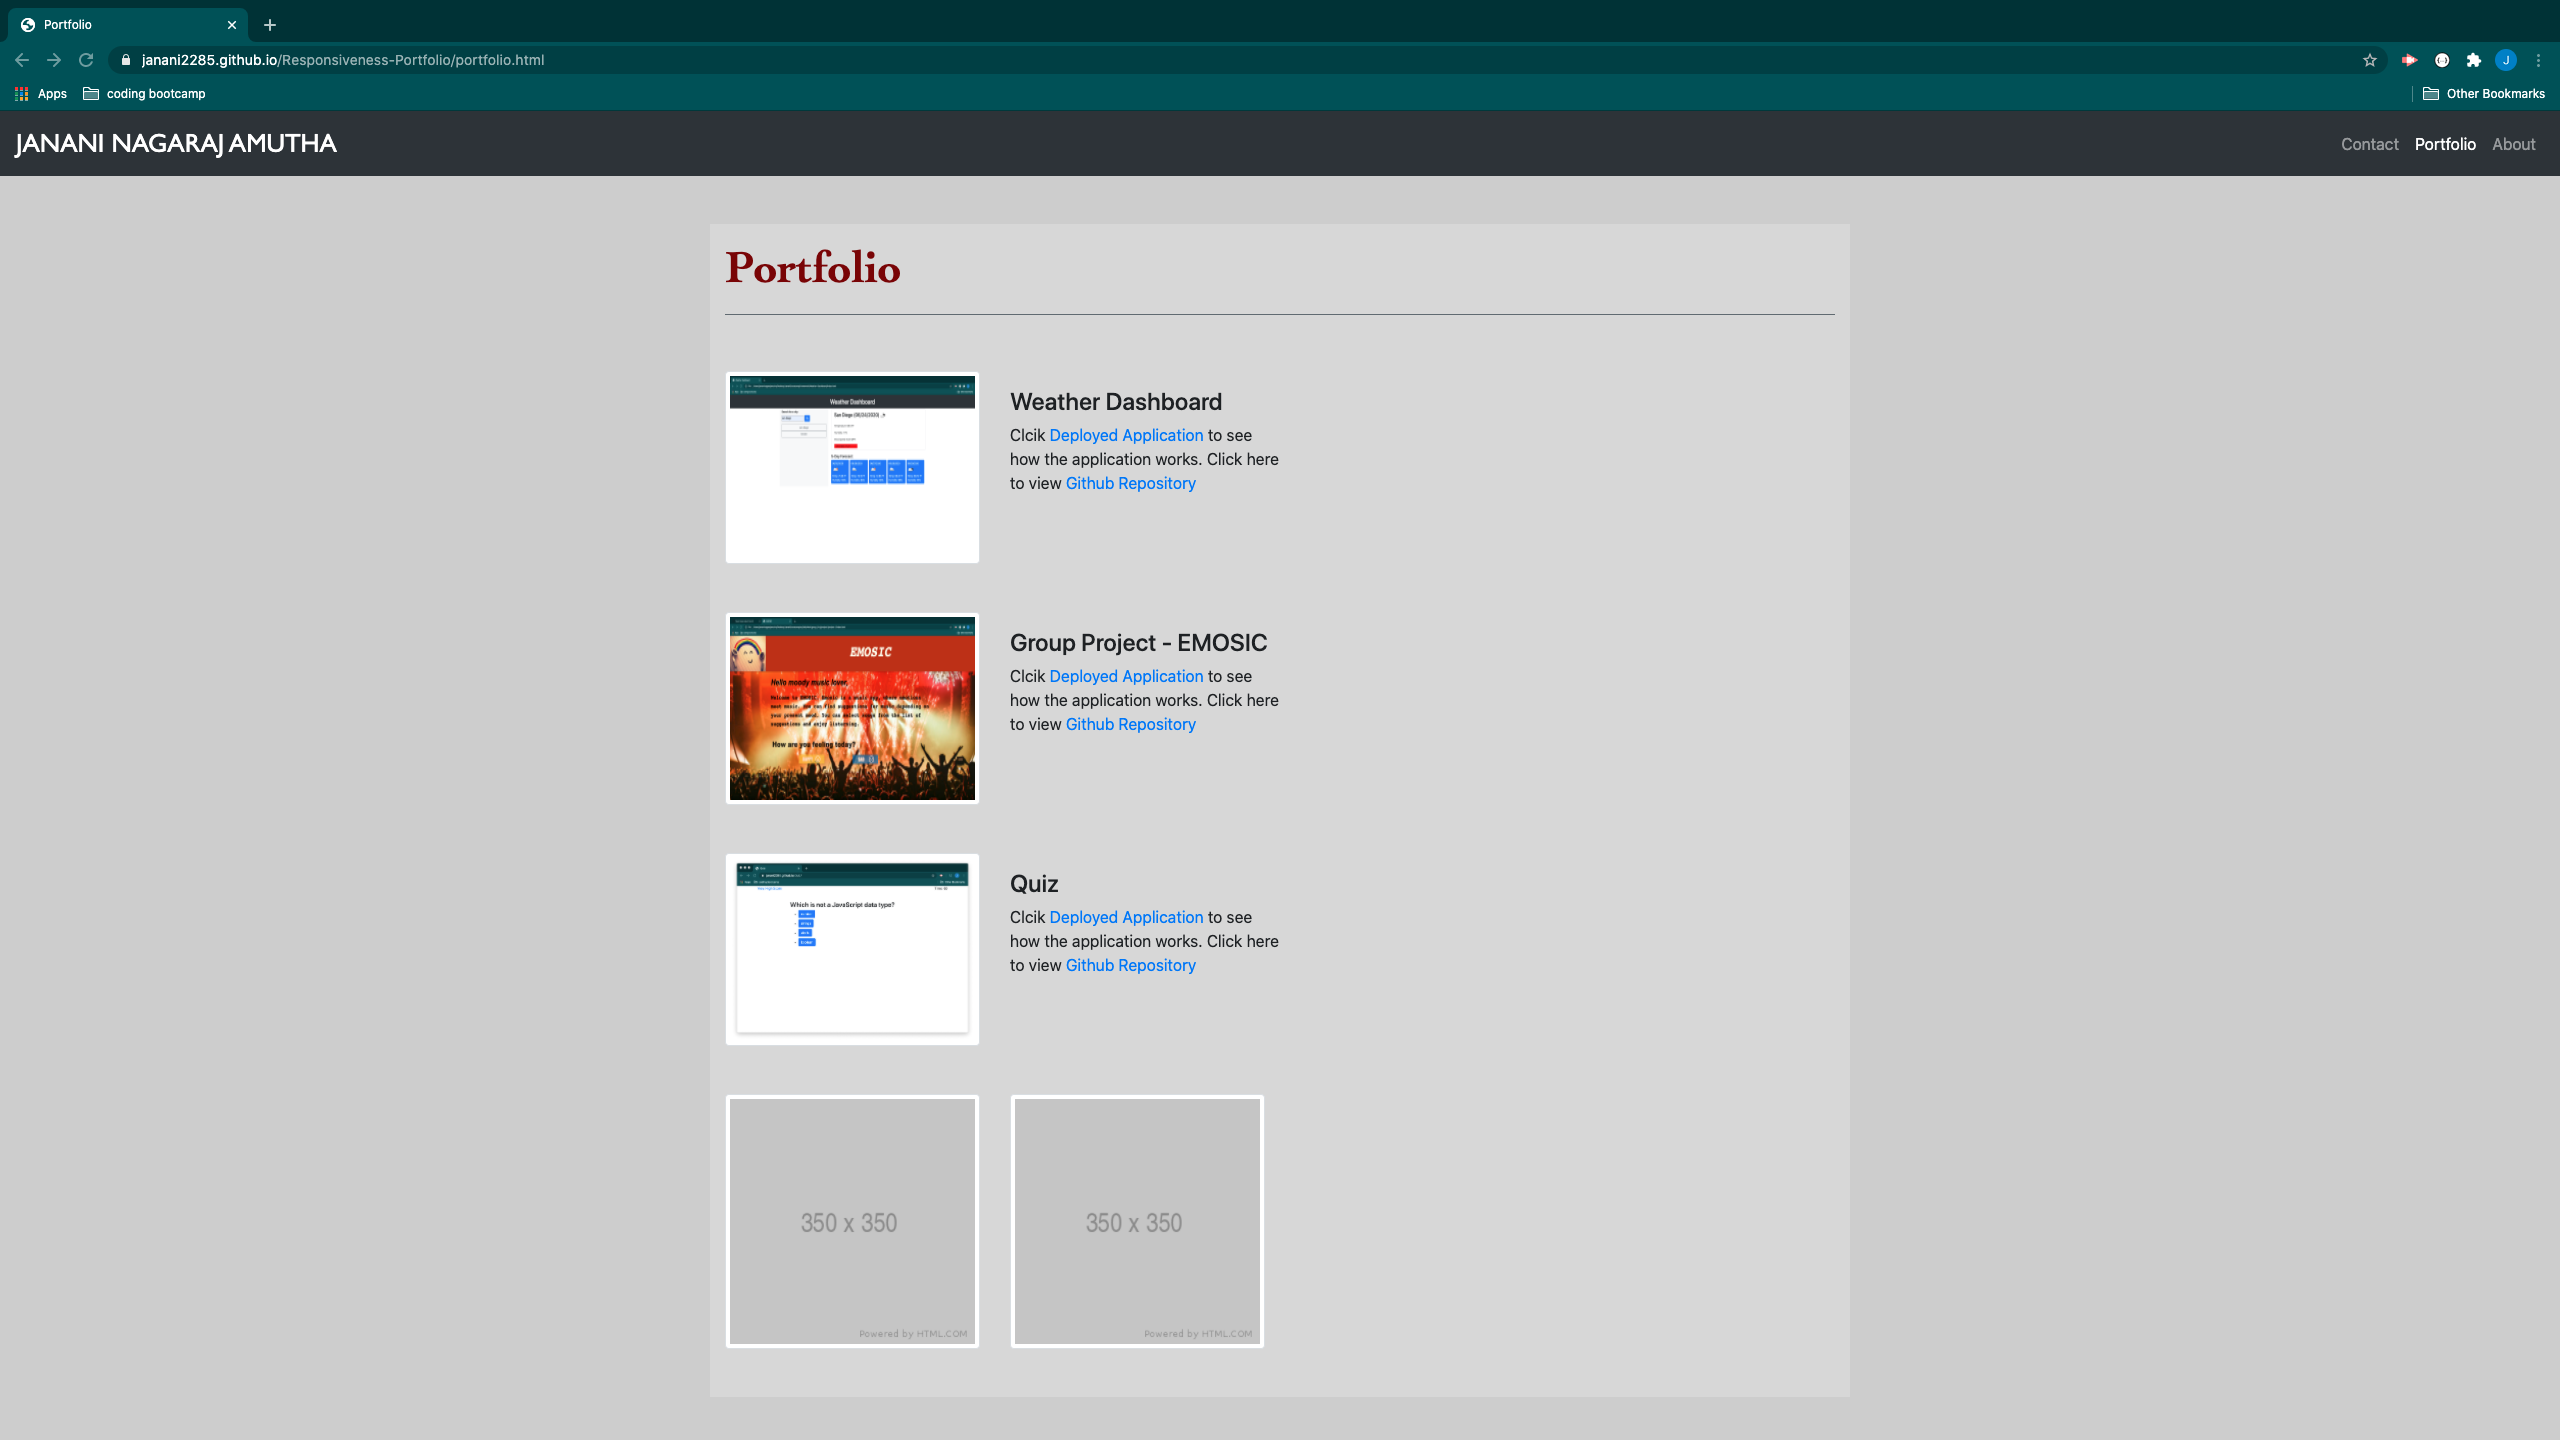 Portfolio
janani2285.github.io/Responsiveness-Portfolio/portfolio.html
Apps
coding bootcamp
Other Bookmarks
JANANI NAGARAJ AMUTHA
Contact
Portfolio
About
Portfolio
Weather Dashboard
San Diego
Weather Dashboard
Clcik Deployed Application to see
how the application works. Click here
to view Github Repository
EMOSIC
Hello moody music lover,
How are you feeling today?
Group Project - EMOSIC
Clcik Deployed Application to see
how the application works. Click here
to view Github Repository
Which is not a JavaScript data type?
Quiz
Clcik Deployed Application to see
how the application works. Click here
to view Github Repository
350 x 350
Powered by HTML.COM
350 x 350
Powered by HTML.COM
J